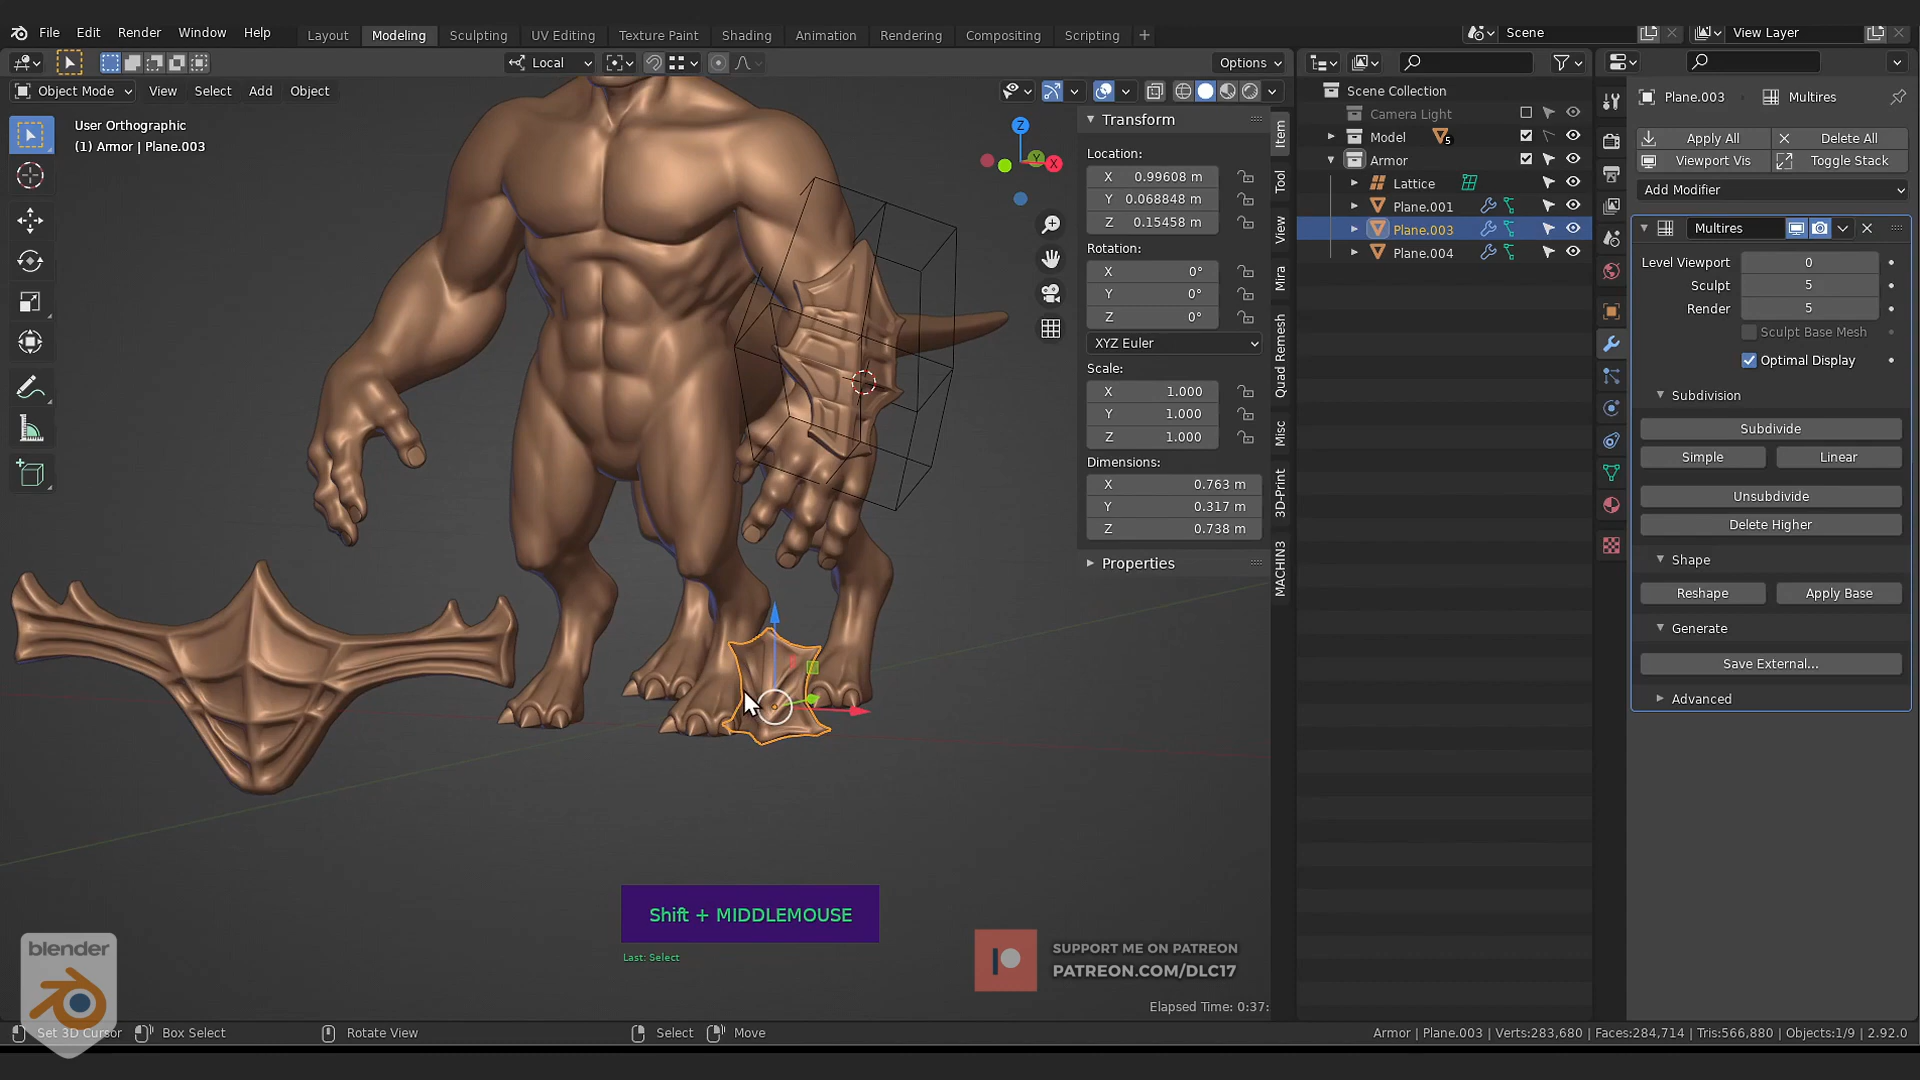 File Edit Render Window Help
Layout Modeling Sculpting UV Editing Texture Paint Shading Animation Rendering Compositing Scripting +
Scene
View Layer
Local
Options
Object Mode View Select Add Object
User Orthographic
(1) Armor | Plane.003
Z
Y
X
Transform
Location:
X 0.99608 m
Y 0.068848 m
Z 0.15458 m
Rotation:
X 0°
Y 0°
Z 0°
XYZ Euler
Scale:
X 1.000
Y 1.000
Z 1.000
Dimensions:
X 0.763 m
Y 0.317 m
Z 0.738 m
Properties
Item
Tool
View
Mira
Quad Remesh
Misc
3D-Print
MACHIN3
Scene Collection
Camera Light
Model 5
Armor
Lattice
Plane.001
Plane.003
Plane.004
Plane.003 Multires
Apply All Delete All
Viewport Vis Toggle Stack
Add Modifier
Multires
Level Viewport 0
Sculpt 5
Render 5
Sculpt Base Mesh
Optimal Display
Subdivision
Subdivide
Simple Linear
Unsubdivide
Delete Higher
Shape
Reshape Apply Base
Generate
Save External...
Advanced
Shift + MIDDLEMOUSE
Last: Select
SUPPORT ME ON PATREON
PATREON.COM/DLC17
Elapsed Time: 0:37:
blender
Set 3D Cursor Box Select Rotate View Select Move
Armor | Plane.003 | Verts:283,680 | Faces:284,714 | Tris:566,880 | Objects:1/9 | 2.92.0